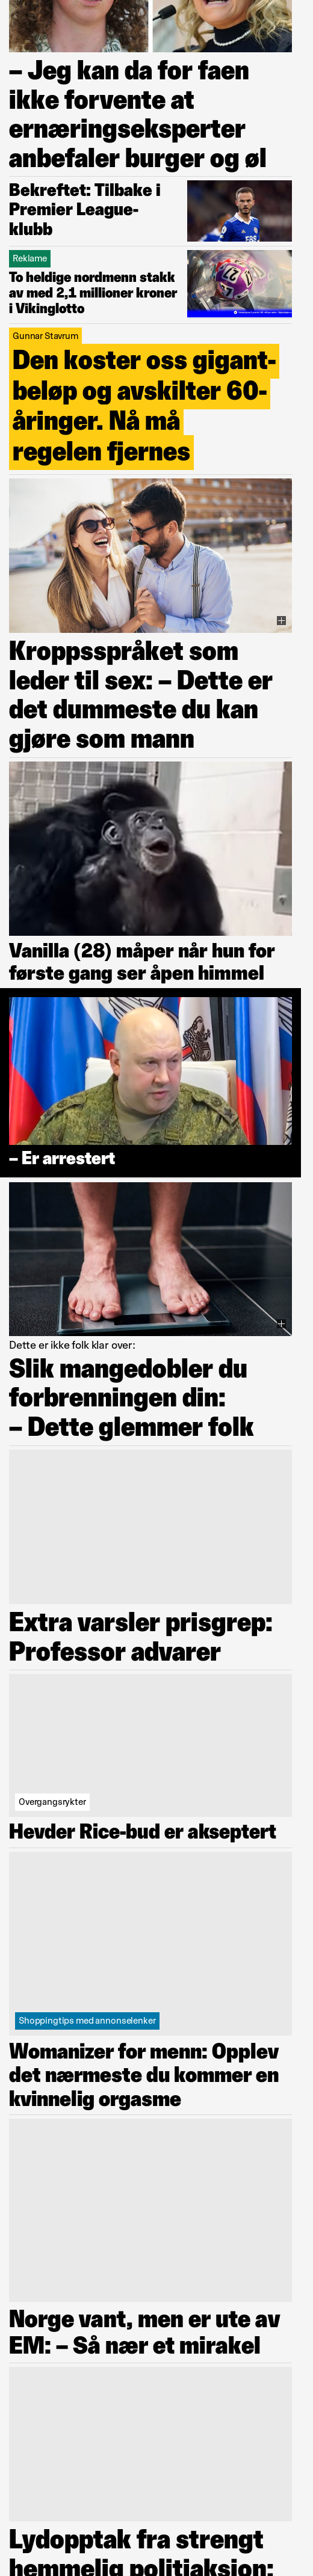 – Jeg kan da for faen
ikke forvente at
ernæringseksperter
anbefaler burger og øl
Bekreftet: Tilbake i
Premier League-
klubb
Reklame
To heldige nordmenn stakk
av med 2,1 millioner kroner
i Vikinglotto
27
Gunnar Stavrum
Den koster oss gigant-
beløp og avskilter 60-
åringer. Nå må
regelen fjernes
Kroppsspråket som
leder til sex: – Dette er
det dummeste du kan
gjøre som mann
Vanilla (28) måper når hun for
første gang ser åpen himmel
– Er arrestert
Dette er ikke folk klar over:
Slik mangedobler du
forbrenningen din:
– Dette glemmer folk
Extra varsler prisgrep:
Professor advarer
Overgangsrykter
Hevder Rice-bud er akseptert
Shoppingtips med annonselenker
Womanizer for menn: Opplev
det nærmeste du kommer en
kvinnelig orgasme
Norge vant, men er ute av
EM: – Så nær et mirakel
Lydopptak fra strengt
hemmelig politiaksjon: